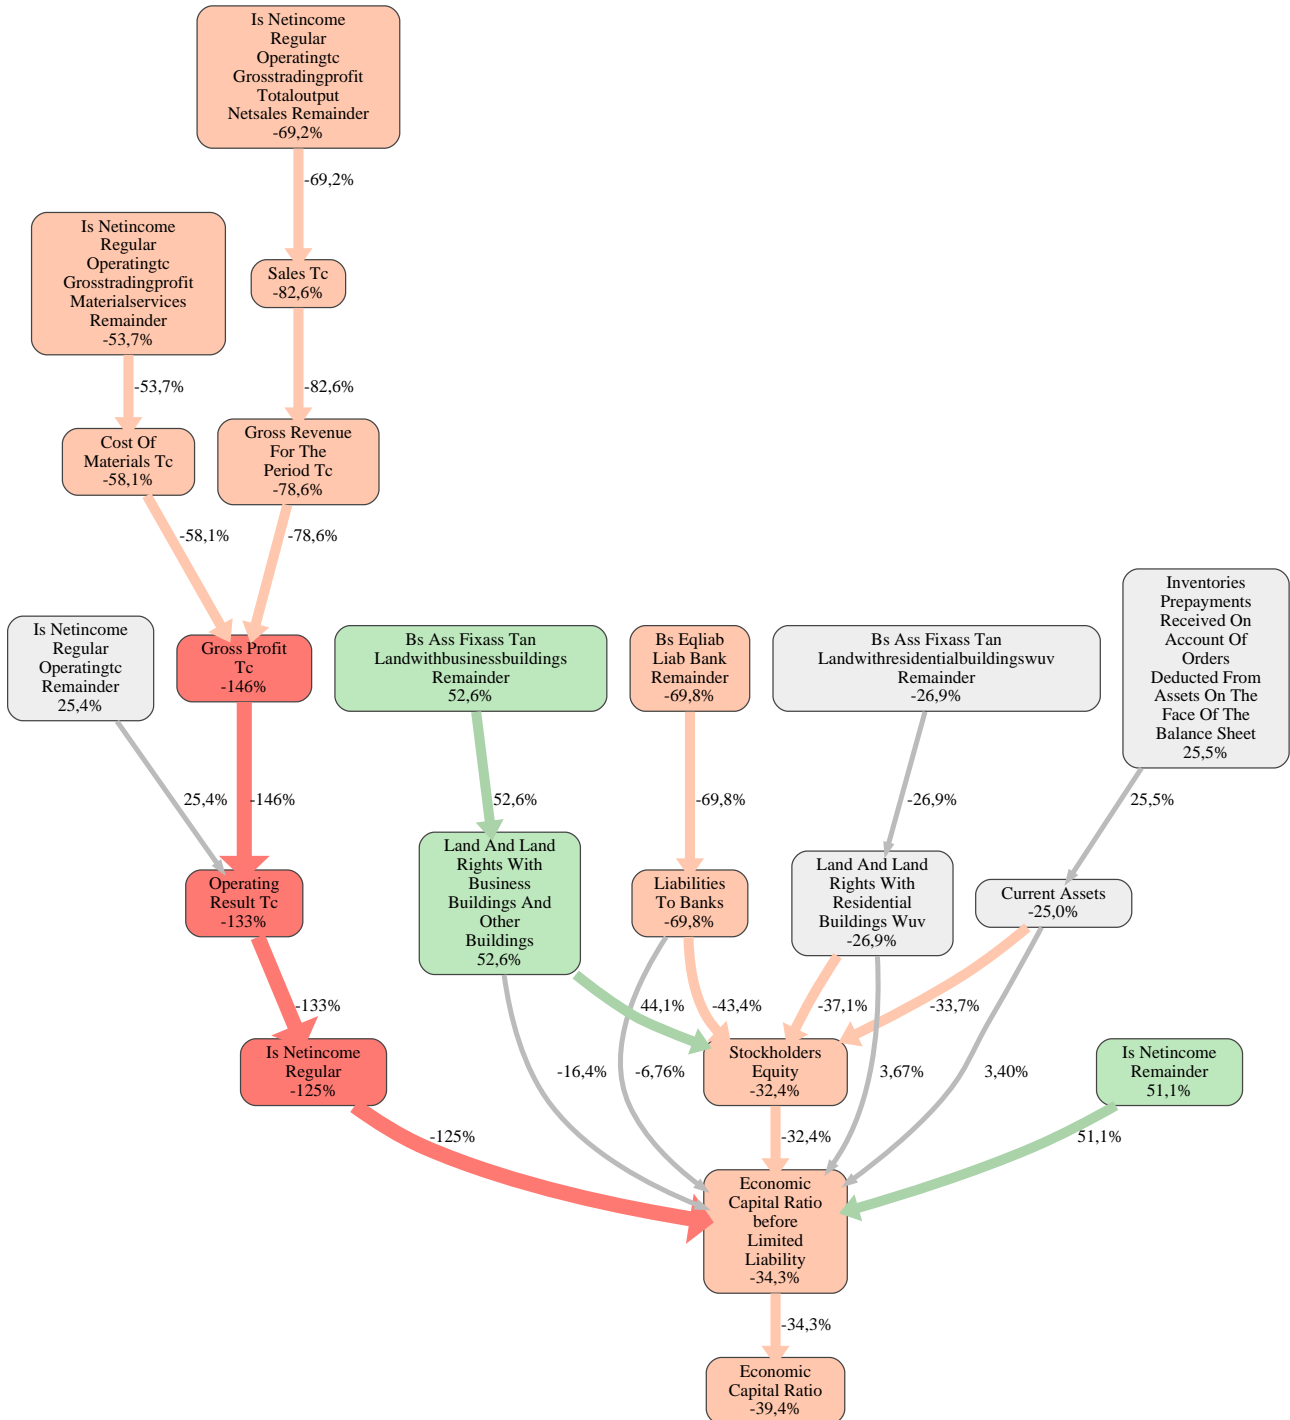 Is Netincome
Regular
Operatingtc
Grosstradingprofit
Totaloutput
Netsales Remainder
-69,2%
-69,2%
Is Netincome
Regular
Operatingtc
Grosstradingprofit
Materialservices
Remainder
-53,7%
Sales Tc
-82,6%
-53,7%
-82,6%
Cost Of
Materials Tc
-58,1%
Gross Revenue
For The
Period Tc
-78,6%
-58,1%
-78,6%
Is Netincome
Regular
Operatingtc
Remainder
25,4%
Gross Profit
Tc
-146%
Bs Ass Fixass Tan
Landwithbusinessbuildings
Remainder
52,6%
Bs Eqliab
Liab Bank
Remainder
-69,8%
Bs Ass Fixass Tan
Landwithresidentialbuildingswuv
Remainder
-26,9%
Inventories
Prepayments
Received On
Account Of
Orders
Deducted From
Assets On The
Face Of The
Balance Sheet
25,5%
25,4%
-146%
52,6%
-69,8%
-26,9%
25,5%
Operating
Result Tc
-133%
Land And Land
Rights With
Business
Buildings And
Other
Buildings
52,6%
Liabilities
To Banks
-69,8%
Land And Land
Rights With
Residential
Buildings Wuv
-26,9%
Current Assets
-25,0%
-133%
44,1%
-43,4%
-37,1%
-33,7%
Is Netincome
Regular
-125%
-16,4%
-6,76%
Stockholders
Equity
-32,4%
3,67%
3,40%
Is Netincome
Remainder
51,1%
-125%
-32,4%
51,1%
Economic
Capital Ratio
before
Limited
Liability
-34,3%
-34,3%
Economic
Capital Ratio
-39,4%